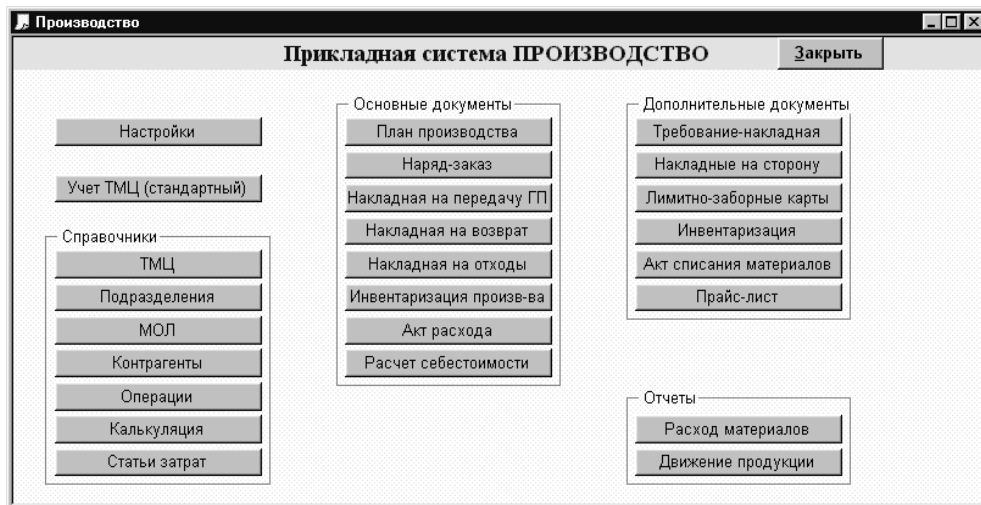 Производство
Прикладная система ПРОИЗВОДСТВО
Закрыть
Настройки
Учет ТМЦ (стандартный)
Справочники
ТМЦ
Подразделения
МОЛ
Контрагенты
Операции
Калькуляция
Статьи затрат
Основные документы
План производства
Наряд-заказ
Накладная на передачу ГП
Накладная на возврат
Накладная на отходы
Инвентаризация произв-ва
Акт расхода
Расчет себестоимости
Дополнительные документы
Требование-накладная
Накладные на сторону
Лимитно-заборные карты
Инвентаризация
Акт списания материалов
Прайс-лист
Отчеты
Расход материалов
Движение продукции